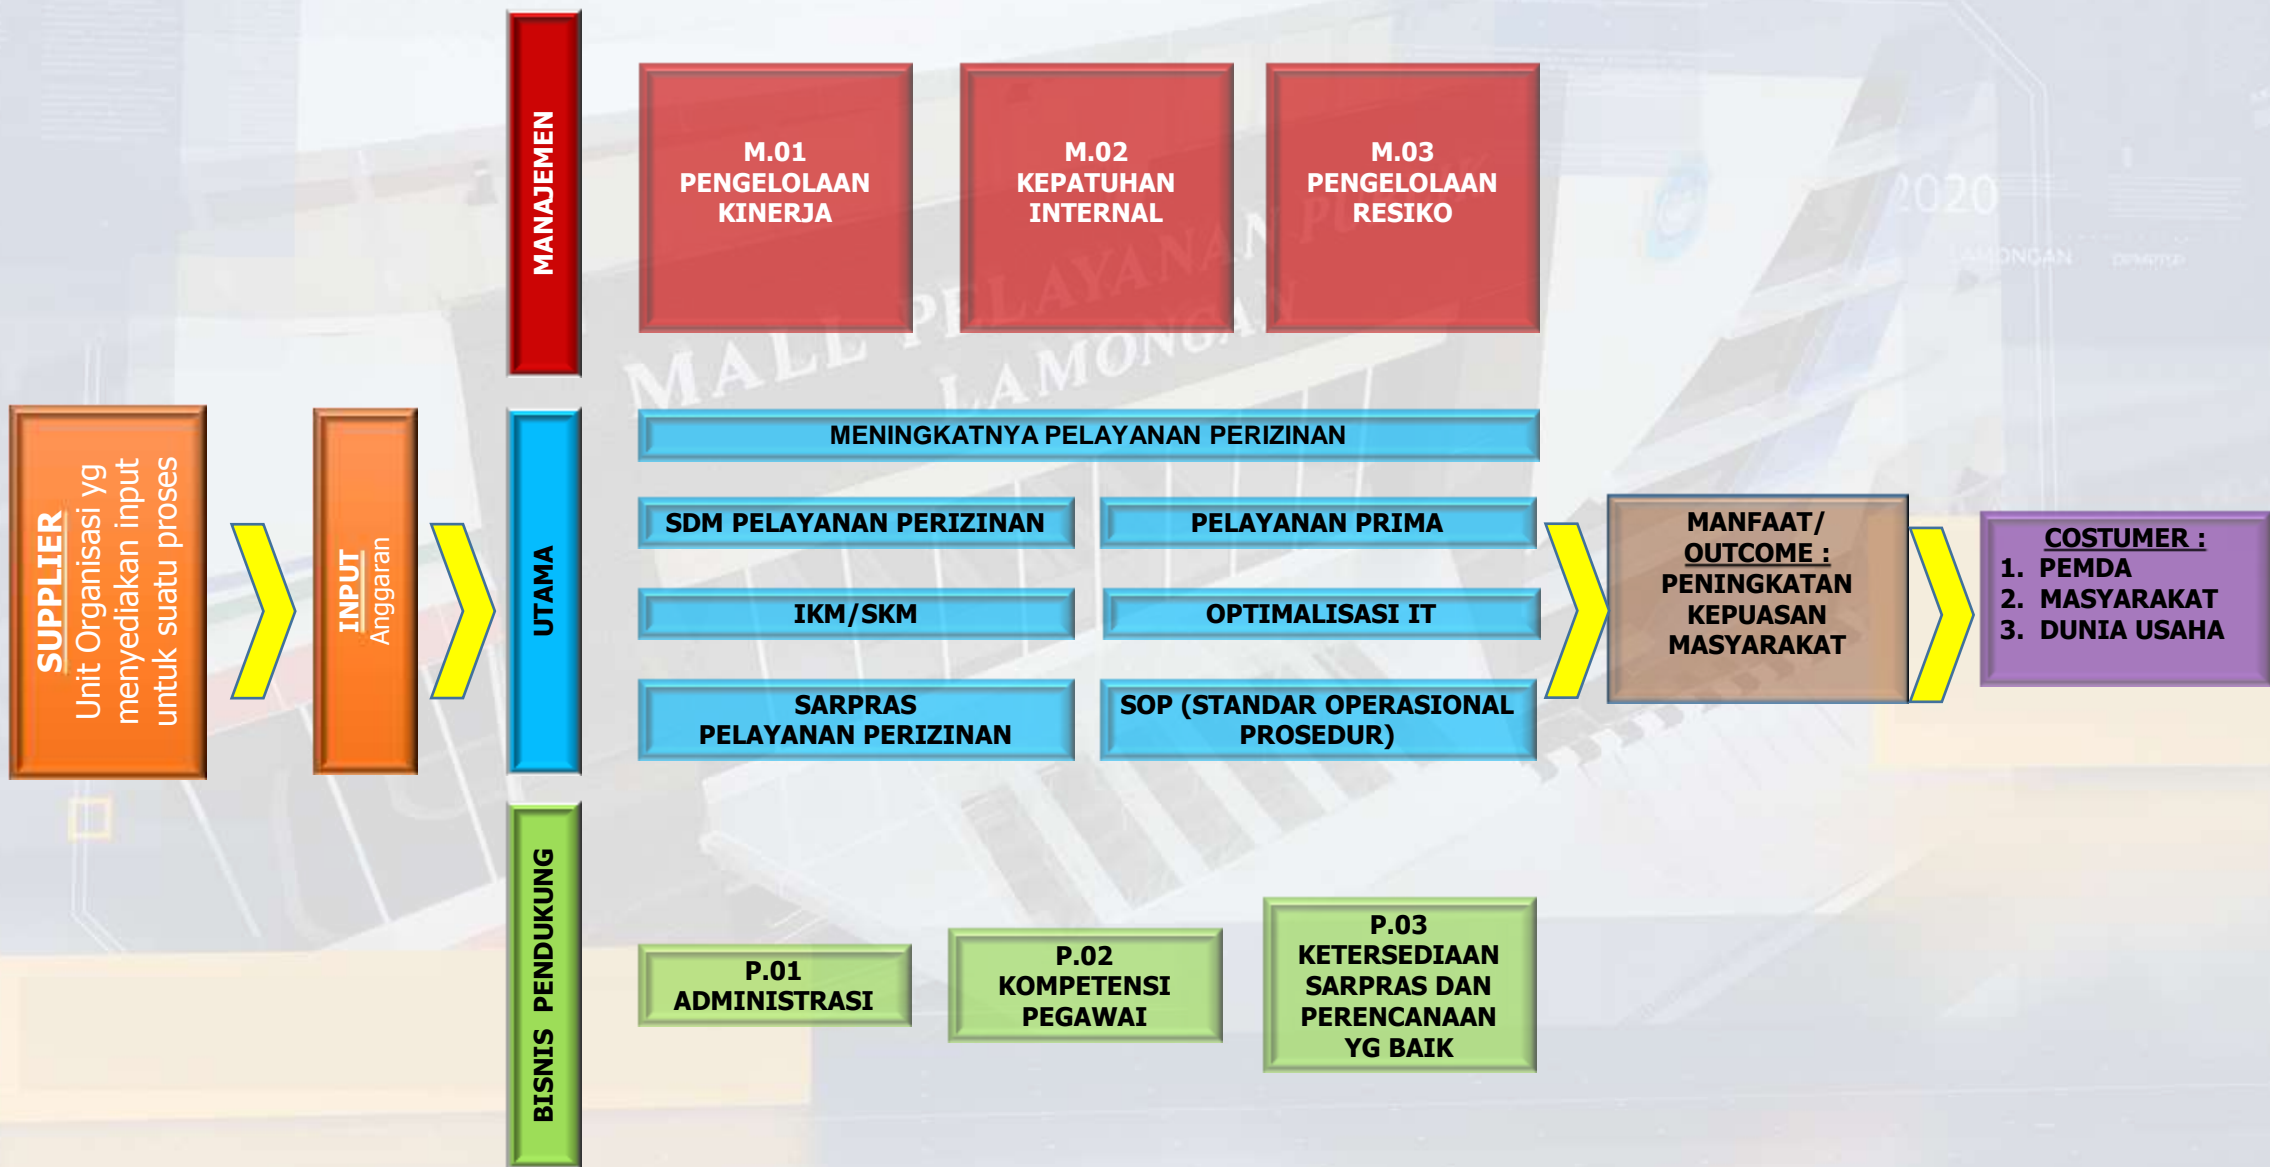 MANAJEMEN
M.01
PENGELOLAAN
KINERJA
M.02
KEPATUHAN
INTERNAL
M.03
PENGELOLAAN
RESIKO
2020
LAMONGAN
MALL PELAYANAN PUBLIK
LAMONGAN
SUPPLIER
Unit Organisasi yg
menyediakan input
untuk suatu proses
INPUT
Anggaran
UTAMA
MENINGKATNYA PELAYANAN PERIZINAN
SDM PELAYANAN PERIZINAN
PELAYANAN PRIMA
IKM/SKM
OPTIMALISASI IT
SARPRAS
PELAYANAN PERIZINAN
SOP (STANDAR OPERASIONAL
PROSEDUR)
MANFAAT/
OUTCOME :
PENINGKATAN
KEPUASAN
MASYARAKAT
COSTUMER :
1. PEMDA
2. MASYARAKAT
3. DUNIA USAHA
BISNIS PENDUKUNG
P.01
ADMINISTRASI
P.02
KOMPETENSI
PEGAWAI
P.03
KETERSEDIAAN
SARPRAS DAN
PERENCANAAN
YG BAIK